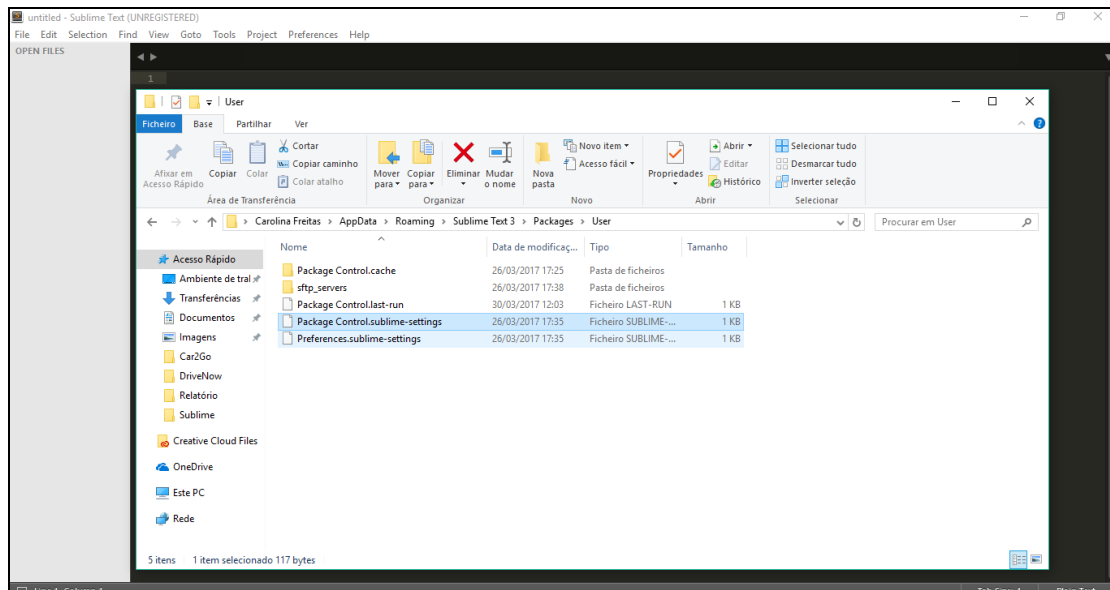 untitled - Sublime Text (UNREGISTERED)
File Edit Selection Find View Goto Tools Project Preferences Help
OPEN FILES
1
User
Ficheiro Base Partilhar Ver
Afixar em Acesso Rápido
Copiar
Colar
Cortar
Copiar caminho
Colar atalho
Área de Transferência
Mover para
Copiar para
Eliminar
Mudar o nome
Organizar
Nova pasta
Novo item
Acesso fácil
Novo
Propriedades
Abrir
Editar
Histórico
Abrir
Selecionar tudo
Desmarcar tudo
Inverter seleção
Selecionar
Carolina Freitas > AppData > Roaming > Sublime Text 3 > Packages > User
Procurar em User
Nome Data de modificaç... Tipo Tamanho
Package Control.cache 26/03/2017 17:25 Pasta de ficheiros
sftp_servers 26/03/2017 17:38 Pasta de ficheiros
Package Control.last-run 30/03/2017 12:03 Ficheiro LAST-RUN 1 KB
Package Control.sublime-settings 26/03/2017 17:35 Ficheiro SUBLIME-... 1 KB
Preferences.sublime-settings 26/03/2017 17:35 Ficheiro SUBLIME-... 1 KB
Acesso Rápido
Ambiente de tral
Transferências
Documentos
Imagens
Car2Go
DriveNow
Relatório
Sublime
Creative Cloud Files
OneDrive
Este PC
Rede
5 itens 1 item selecionado 117 bytes